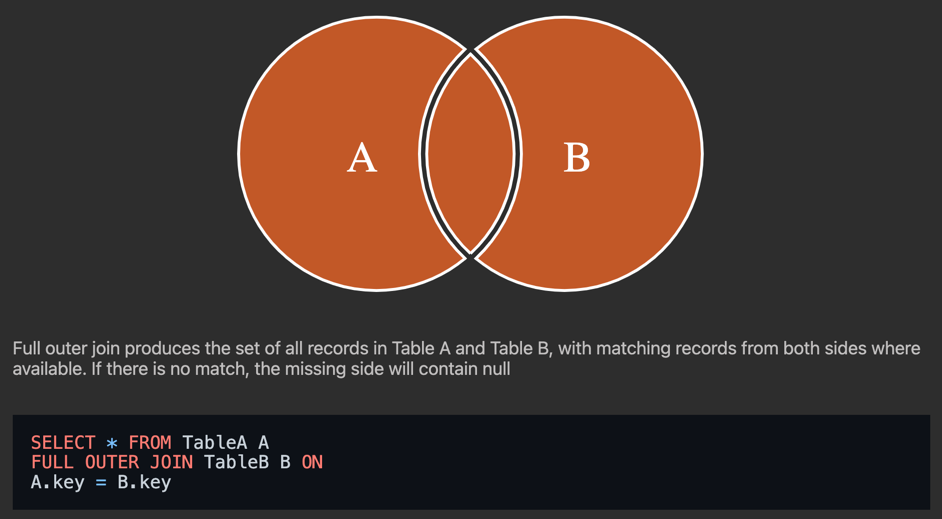 A
B
Full outer join produces the set of all records in Table A and Table B, with matching records from both sides where
available. If there is no match, the missing side will contain null
SELECT * FROM TableA A
FULL OUTER JOIN TableB B ON
A.key = B.key